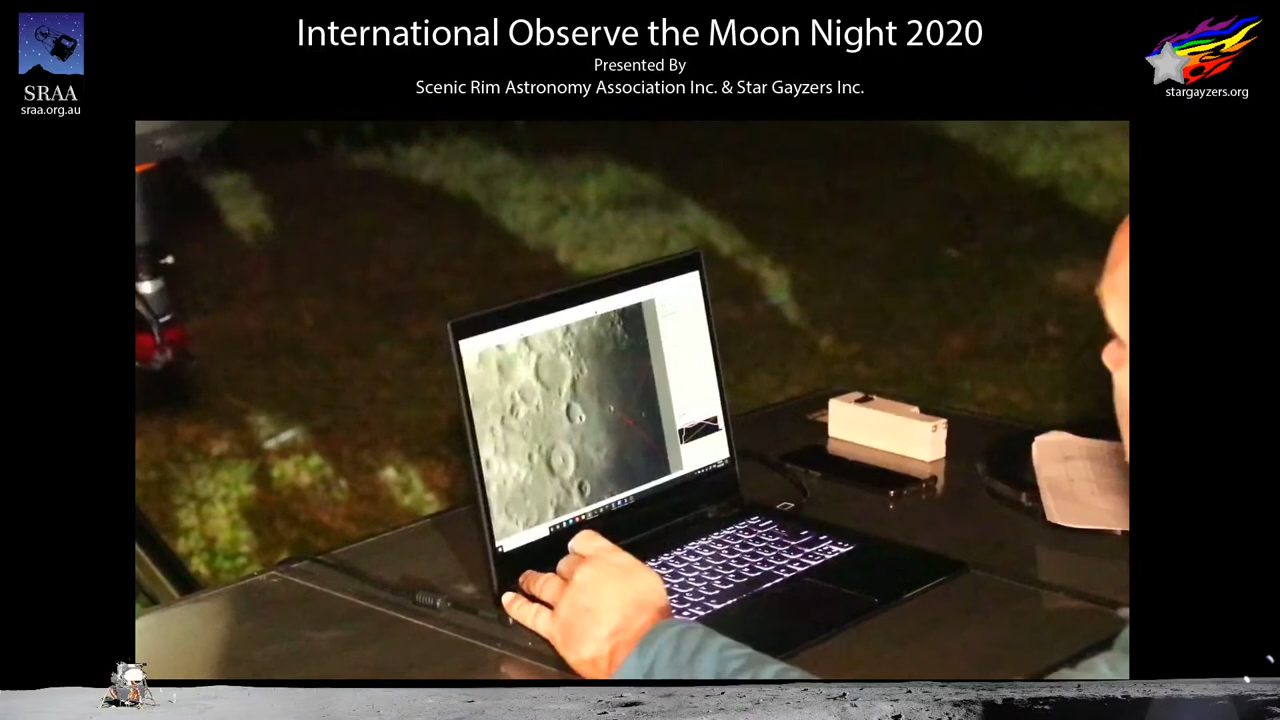 International Observe the Moon Night 2020
Presented By
Scenic Rim Astronomy Association Inc. & Star Gayzers Inc.
SRAA
sraa.org.au
stargayzers.org